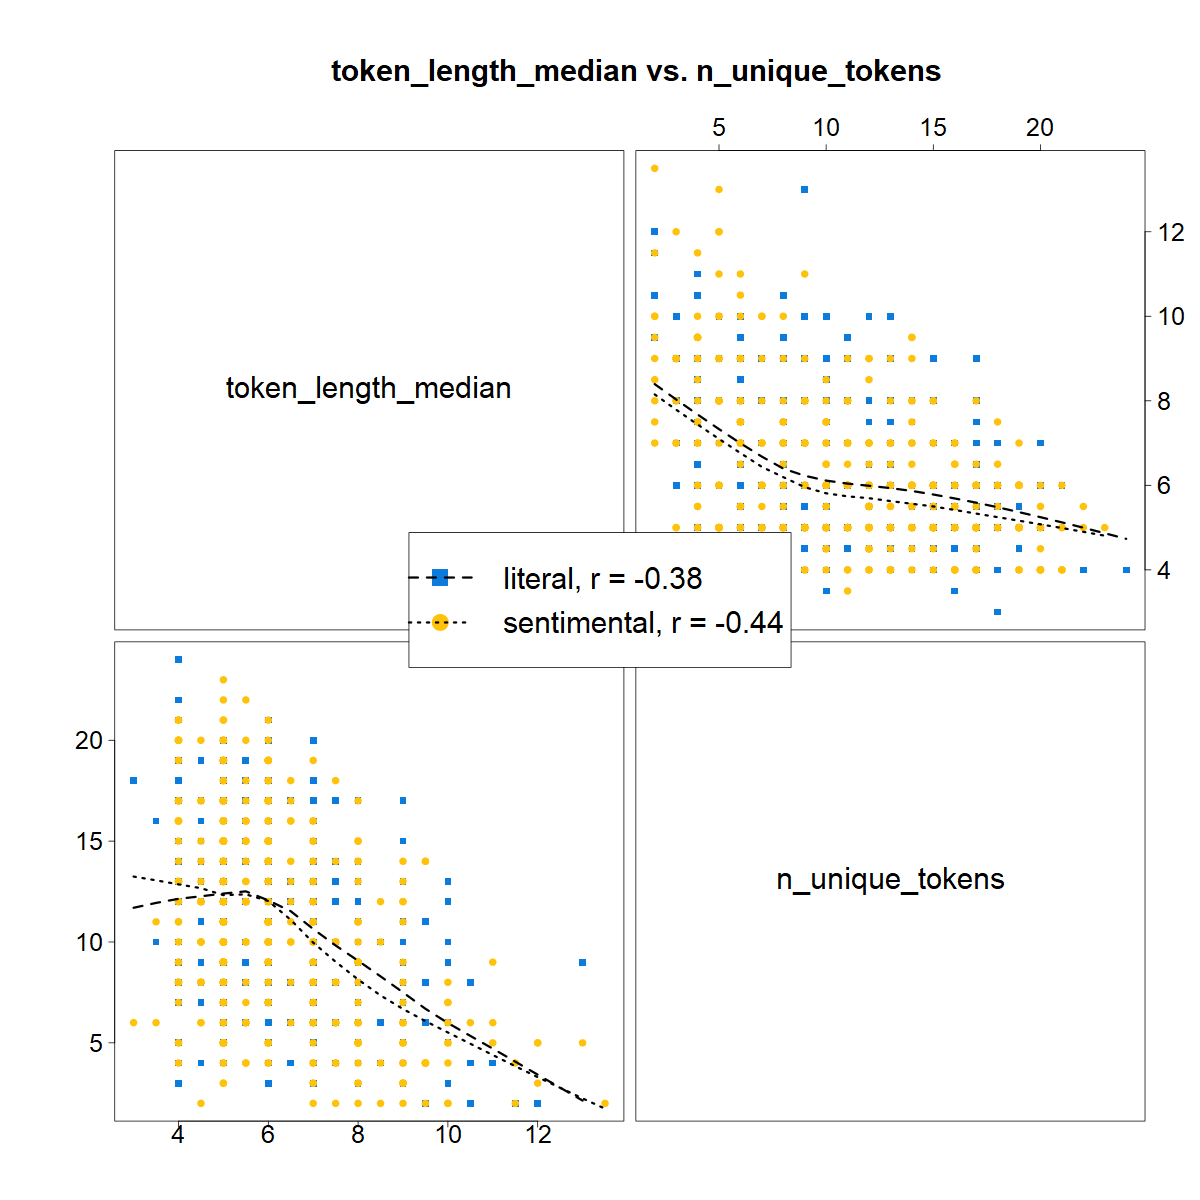 token_length_median vs. n_unique_tokens
5 10 15 20
token_length_median
12
10
8
6
4
literal, r = -0.38
sentimental, r = -0.44
20
15
10
5
n_unique_tokens
4 6 8 10 12